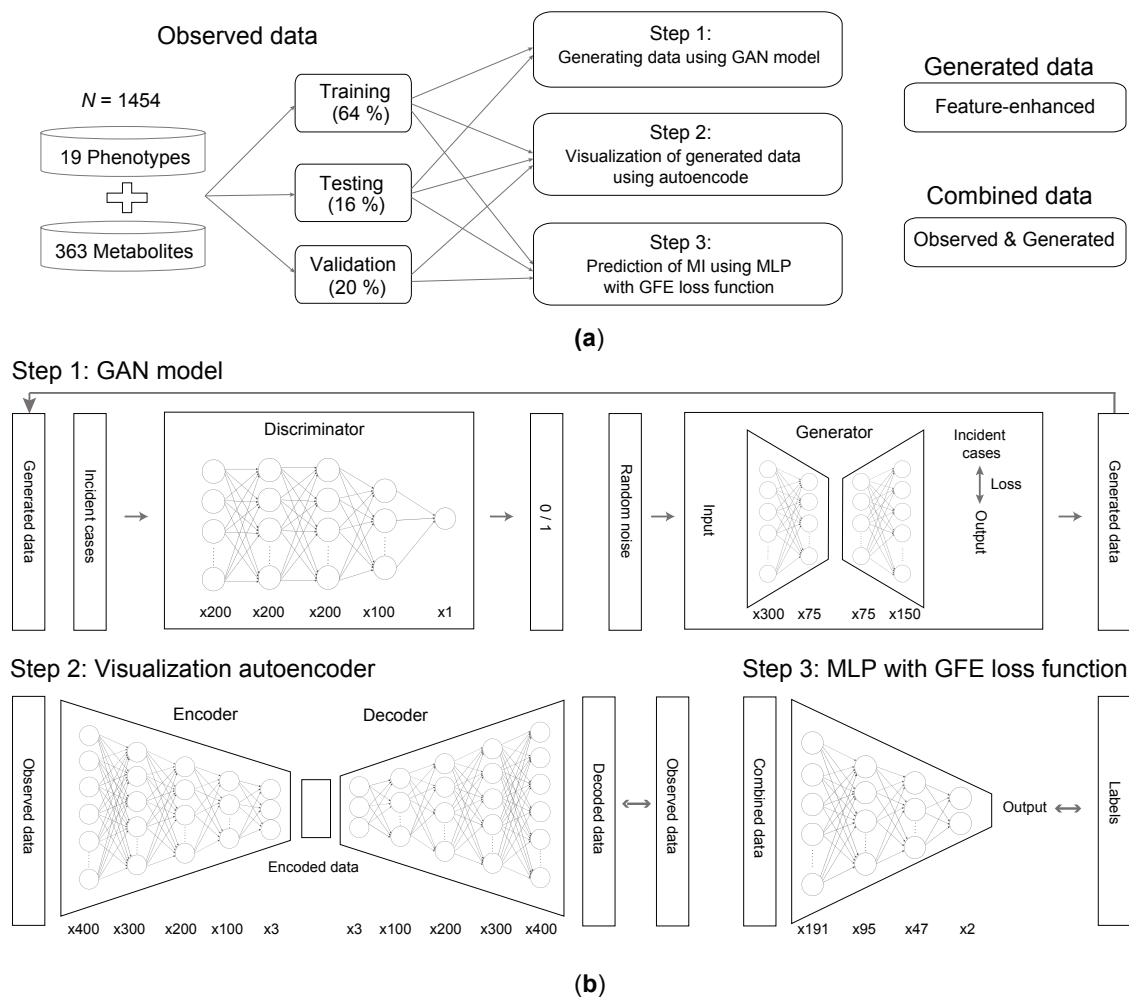 Observed data
N = 1454
19 Phenotypes
363 Metabolites
Training
(64 %)
Testing
(16 %)
Validation
(20 %)
Step 1:
Generating data using GAN model
Step 2:
Visualization of generated data
using autoencode
Step 3:
Prediction of MI using MLP
with GFE loss function
Generated data
Feature-enhanced
Combined data
Observed & Generated
(a)
Step 1: GAN model
Generated data
Incident cases
Discriminator
x200
x200
x200
x100
x1
0 / 1
Random noise
Generator
Input
x300
x75
x75
x150
Incident
cases
Loss
Output
Generated data
Step 2: Visualization autoencoder
Observed data
Encoder
x400
x300
x200
x100
x3
Encoded data
Decoder
x3
x100
x200
x300
x400
Decoded data
Observed data
Step 3: MLP with GFE loss function
Combined data
x191
x95
x47
x2
Output
Labels
(b)